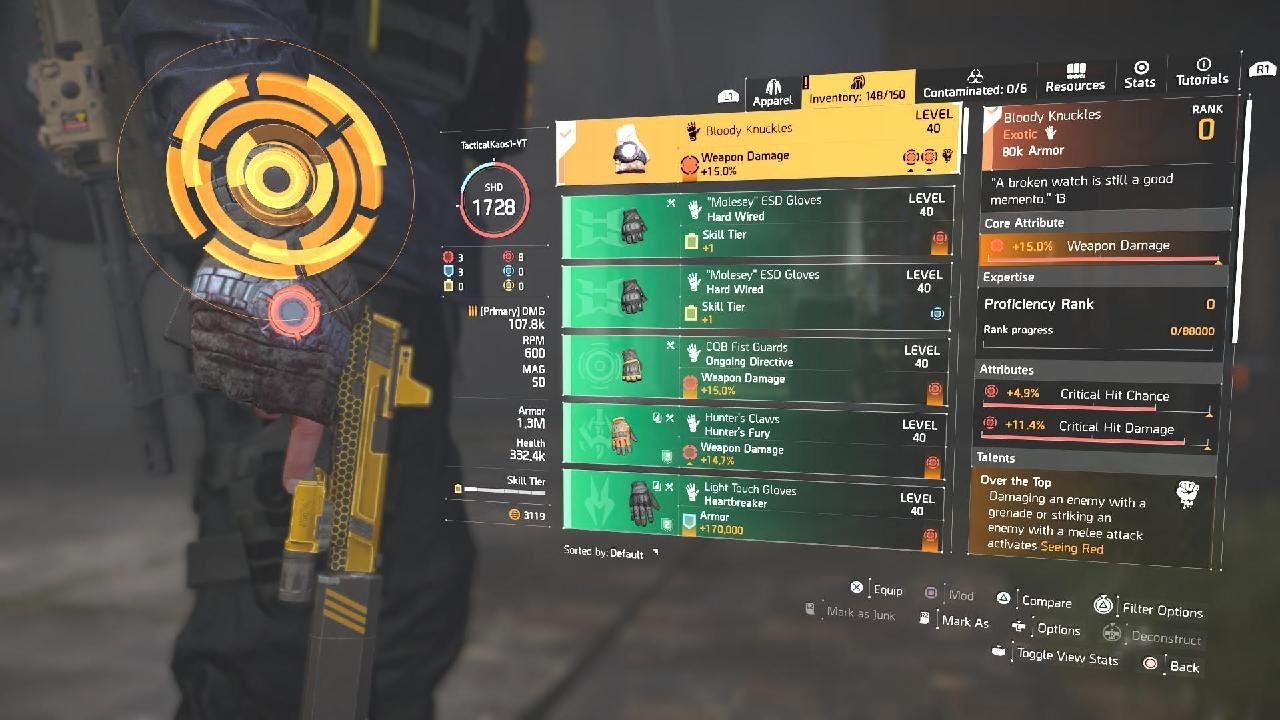 L1
Apparel
Inventory: 148/150
Contaminated: 0/6
Resources
Stats
Tutorials
R1
TacticalKaos1-VT
SHD
1728
3
8
3
0
0
0
[Primary] DMG
107.8k
RPM
600
MAG
50
Armor
1.3M
Health
332.4k
Skill Tier
3119
Bloody Knuckles
LEVEL
40
Weapon Damage
+15.0%
"Molesey" ESD Gloves
Hard Wired
LEVEL
40
Skill Tier
+1
"Molesey" ESD Gloves
Hard Wired
LEVEL
40
Skill Tier
+1
CQB Fist Guards
Ongoing Directive
LEVEL
40
Weapon Damage
+15.0%
Hunter's Claws
Hunter's Fury
LEVEL
40
Weapon Damage
+14.7%
Light Touch Gloves
Heartbreaker
LEVEL
40
Armor
+170,000
Sorted by: Default
Bloody Knuckles
RANK
Exotic
0
80k Armor
"A broken watch is still a good
memento." 13
Core Attribute
+15.0% Weapon Damage
Expertise
Proficiency Rank 0
Rank progress 0/88000
Attributes
+4.9% Critical Hit Chance
+11.4% Critical Hit Damage
Talents
Over the Top
Damaging an enemy with a
grenade or striking an
enemy with a melee attack
activates Seeing Red
Equip
Mod
Compare
Filter Options
Mark as Junk
Mark As
Options
Deconstruct
Toggle View Stats
Back